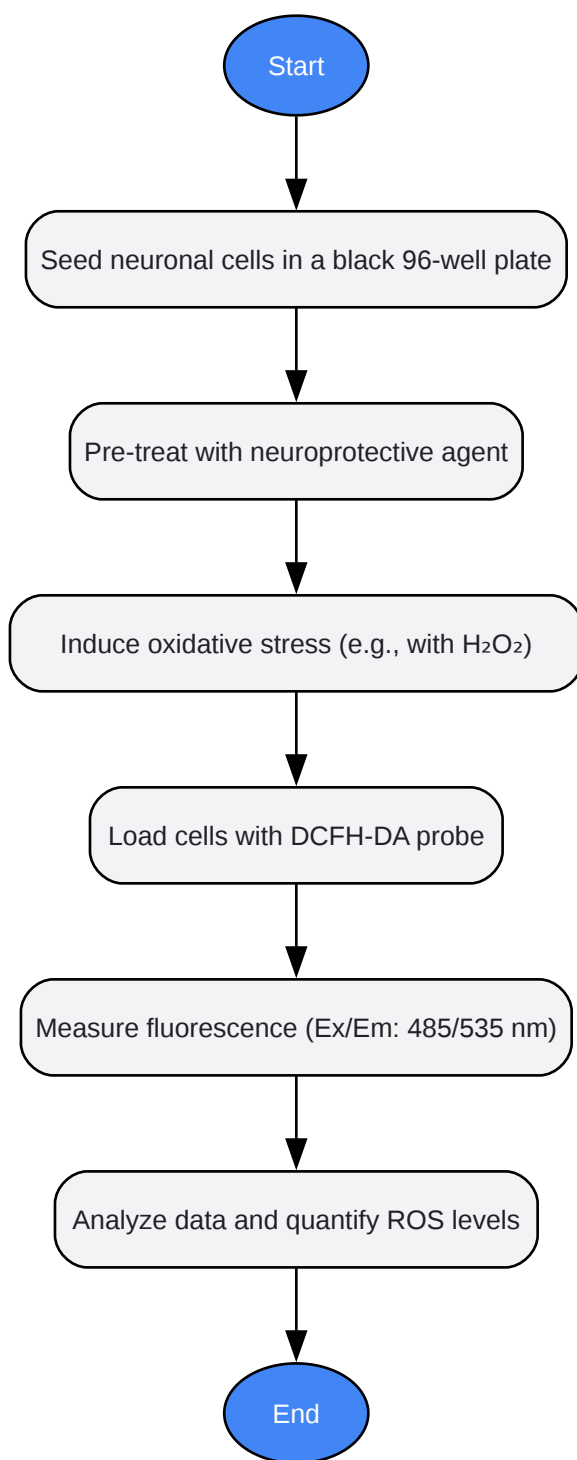 Start
Seed neuronal cells in a black 96-well plate
Pre-treat with neuroprotective agent
Induce oxidative stress (e.g., with H₂O₂)
Load cells with DCFH-DA probe
Measure fluorescence (Ex/Em: 485/535 nm)
Analyze data and quantify ROS levels
End